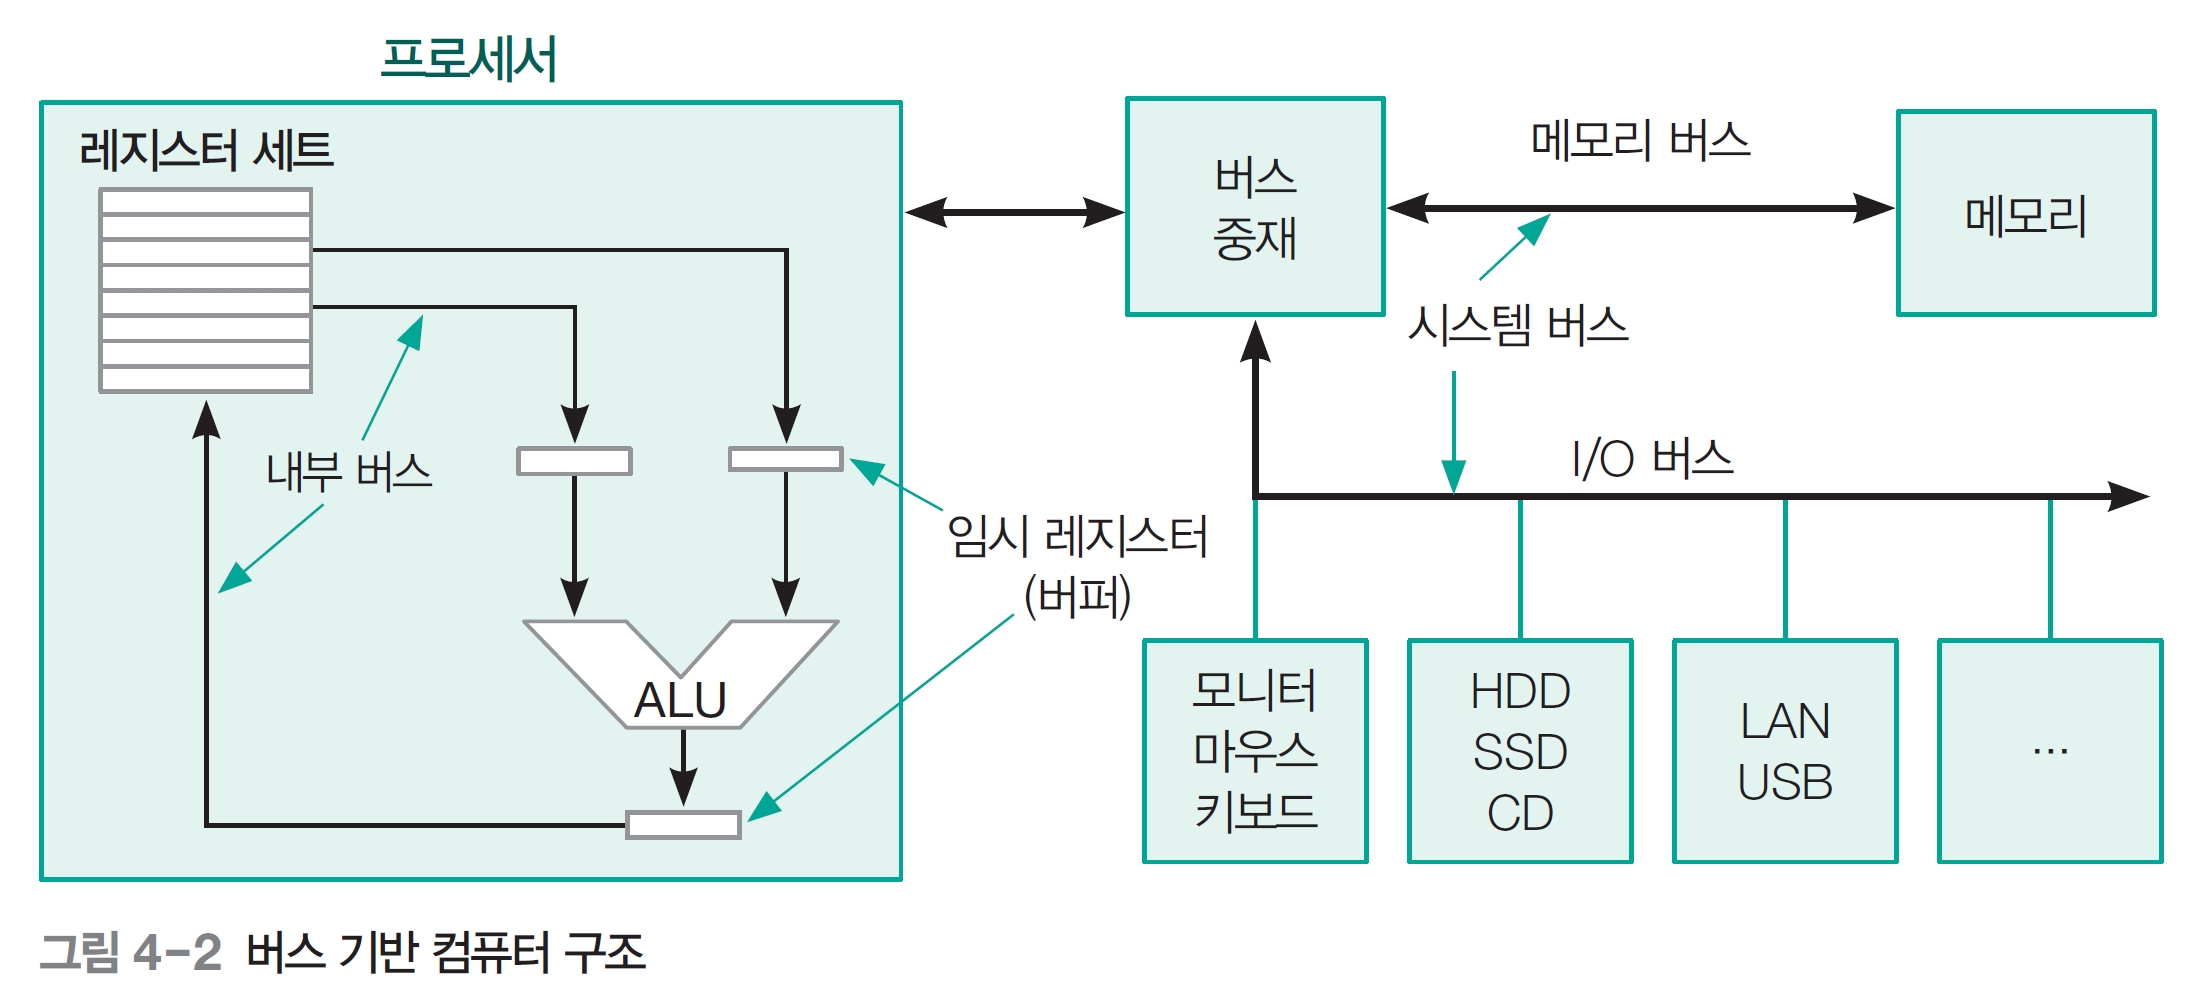 프로세서
레지스터 세트
내부 버스
ALU
임시 레지스터
(버퍼)
버스
중재
메모리 버스
메모리
시스템 버스
I/O 버스
모니터
마우스
키보드
HDD
SSD
CD
LAN
USB
...
그림 4-2 버스 기반 컴퓨터 구조